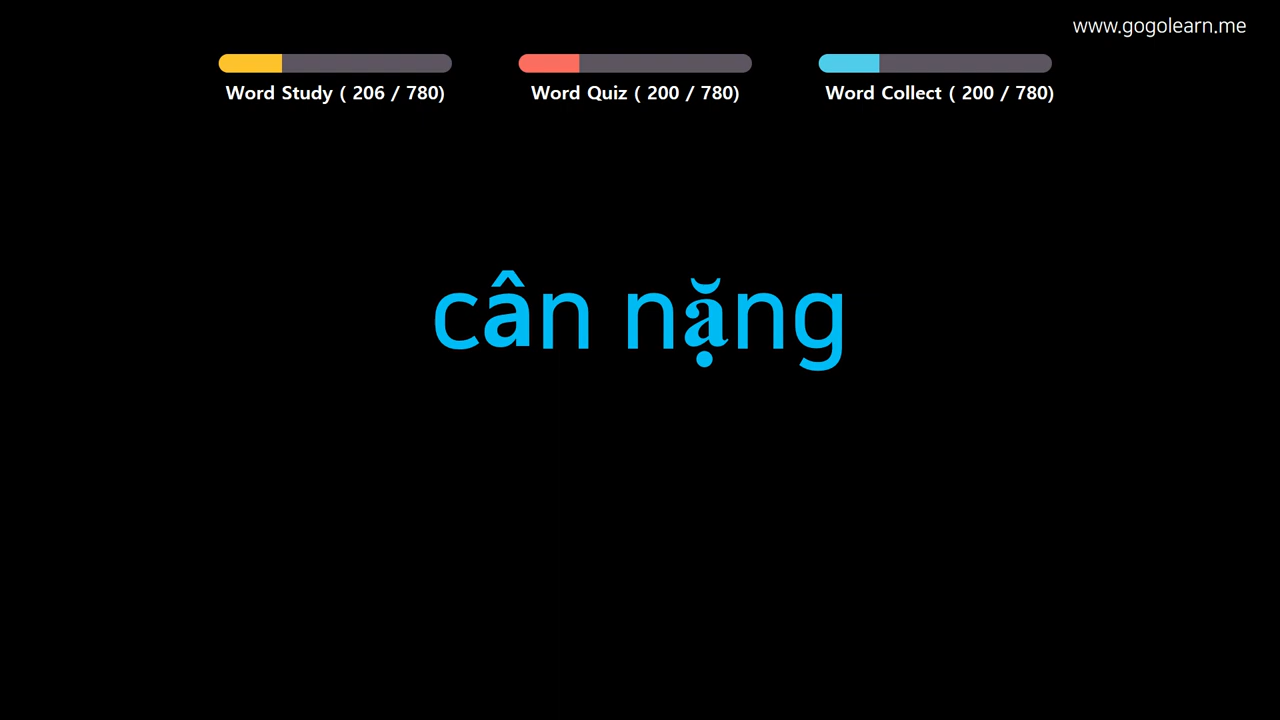 www.gogolearn.me
Word Study ( 206 / 780)
Word Quiz ( 200 / 780)
Word Collect ( 200 / 780)
cân nặng